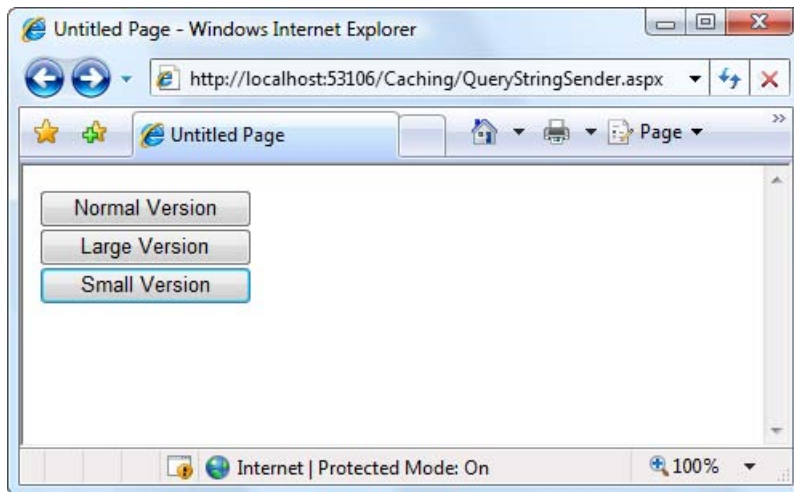 Untitled Page - Windows Internet Explorer
http://localhost:53106/Caching/QueryStringSender.aspx
Untitled Page
Page
Normal Version
Large Version
Small Version
Internet | Protected Mode: On
100%